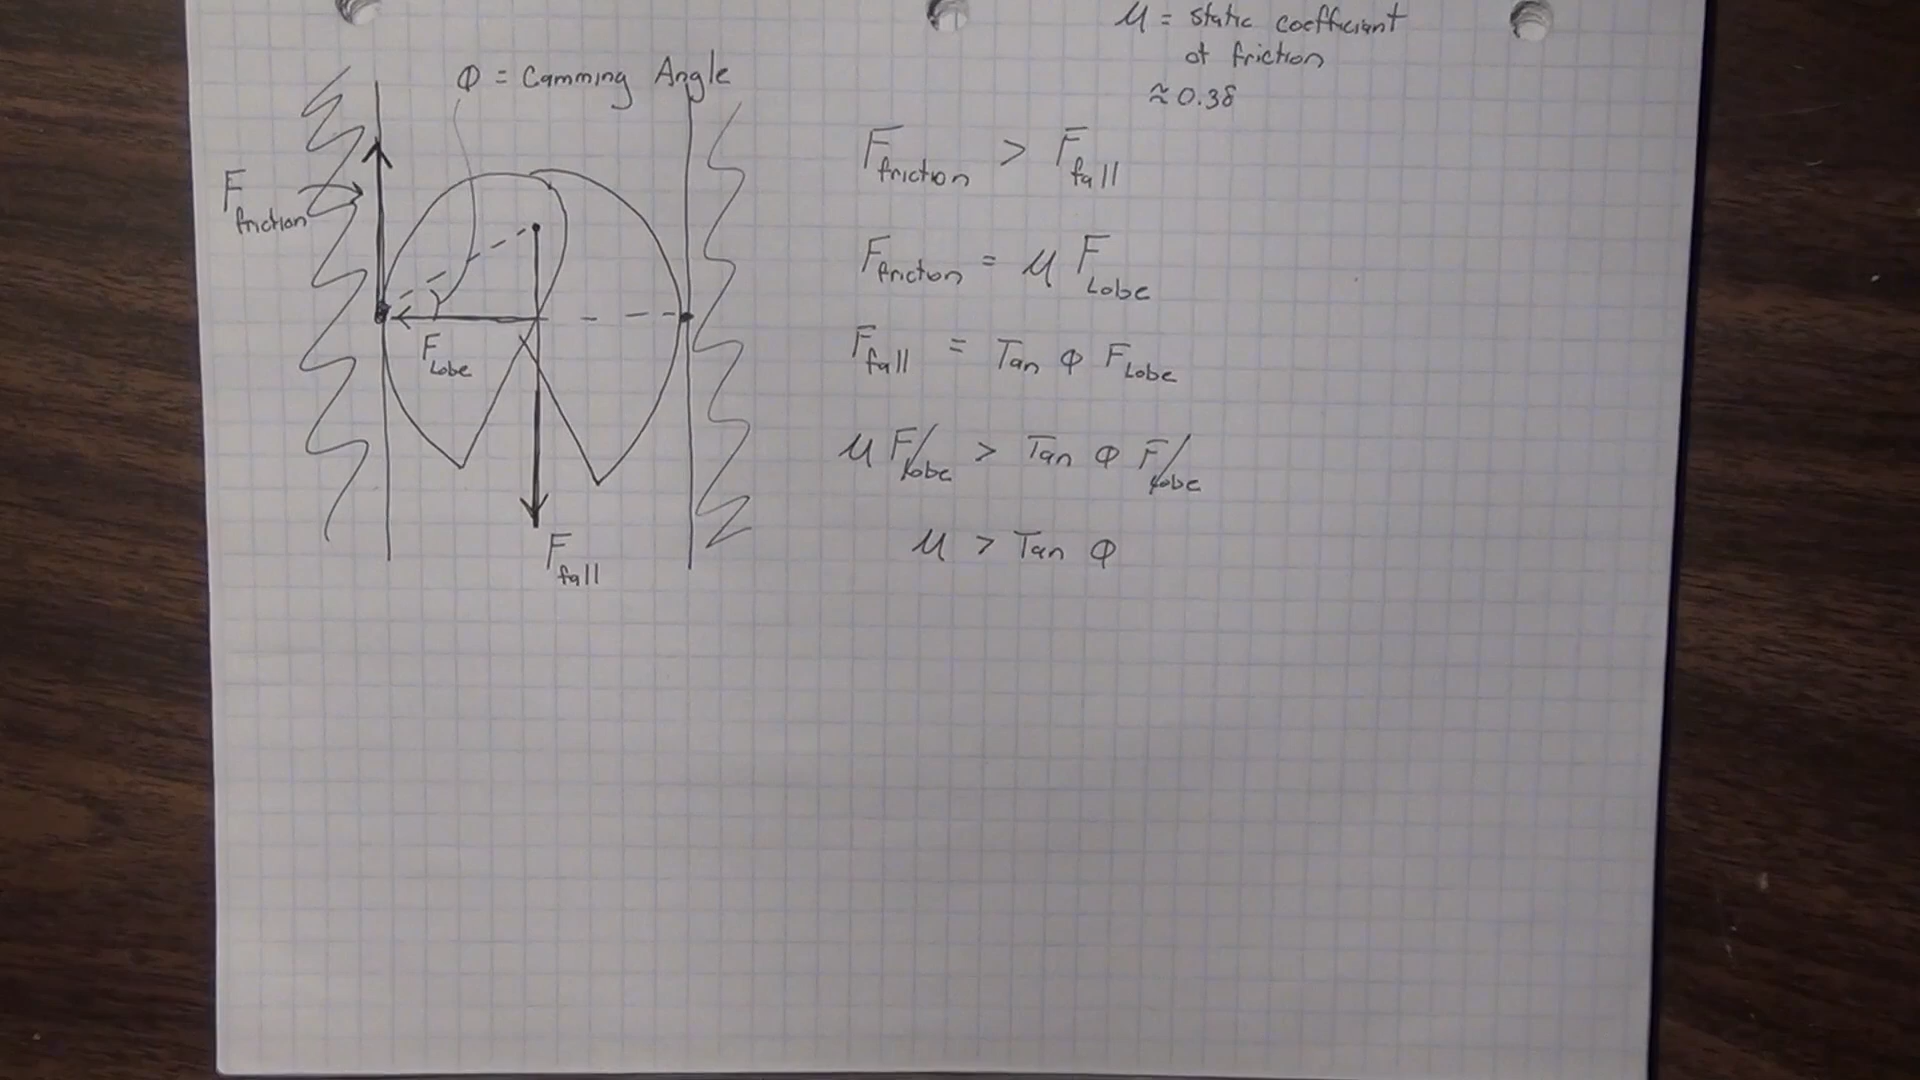 μ = static coefficient
of friction
≈ 0.38
Φ = Camming Angle
F friction
F Lobe
F fall
F friction > F fall
F friction = μ F Lobe
F fall = Tan Φ F Lobe
μ F Lobe > Tan Φ F Lobe
μ > Tan Φ